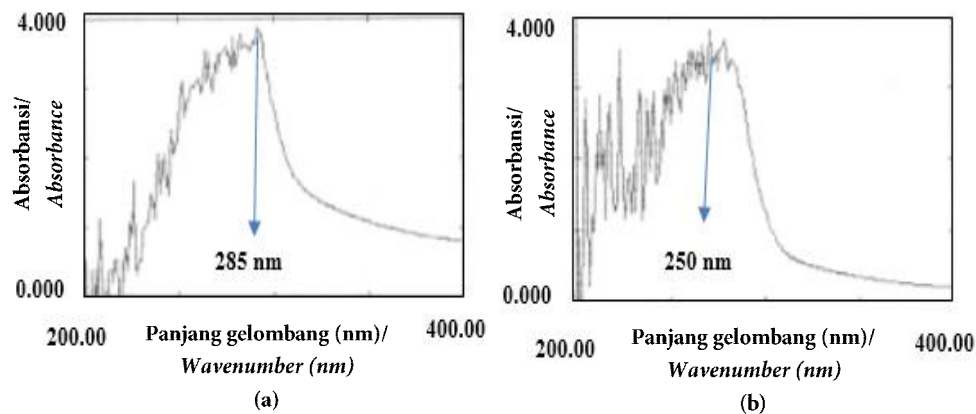 4.000
Absorbansi/
Absorbance
285 nm
0.000
200.00
Panjang gelombang (nm)/
400.00
Wavenumber (nm)
(a)
4.000
Absorbansi/
Absorbance
250 nm
0.000
200.00
Panjang gelombang (nm)/
400.00
Wavenumber (nm)
(b)